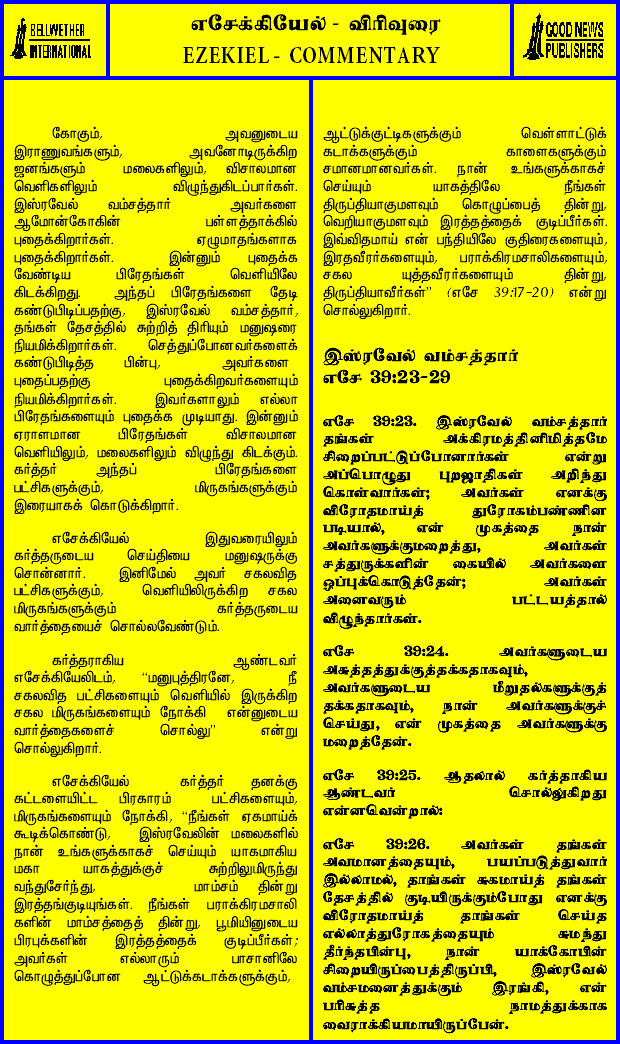 BELLWETHER
INTERNATIONAL
எசேக்கியேல் - விரிவுரை
EZEKIEL - COMMENTARY
GOOD NEWS
PUBLISHERS
கோகும், அவனுடைய
இராணுவங்களும், அவனோடிருக்கிற
ஜனங்களும் மலைகளிலும், விசாலமான
வெளிகளிலும் விழுந்துகிடப்பார்கள்.
இஸ்ரவேல் வம்சத்தார் அவர்களை
ஆமோன்கோகின் பள்ளத்தாக்கில்
புதைக்கிறார்கள். ஏழுமாதங்களாக
புதைக்கிறார்கள். இன்னும் புதைக்க
வேண்டிய பிரேதங்கள் வெளியிலே
கிடக்கிறது. அந்தப் பிரேதங்களை தேடி
கண்டுபிடிப்பதற்கு, இஸ்ரவேல் வம்சத்தார்,
தங்கள் தேசத்தில் சுற்றித் திரியும் மனுஷரை
நியமிக்கிறார்கள். செத்துப்போனவர்களைக்
கண்டுபிடித்த பின்பு, அவர்களை
புதைப்பதற்கு புதைக்கிறவர்களையும்
நியமிக்கிறார்கள். இவர்களாலும் எல்லா
பிரேதங்களையும் புதைக்க முடியாது. இன்னும்
ஏராளமான பிரேதங்கள் விசாலமான
வெளியிலும், மலைகளிலும் விழுந்து கிடக்கும்.
கர்த்தர் அந்தப் பிரேதங்களை
பட்சிகளுக்கும், மிருகங்களுக்கும்
இரையாகக் கொடுக்கிறார்.
எசேக்கியேல் இதுவரையிலும்
கர்த்தருடைய செய்தியை மனுஷருக்கு
சொன்னார். இனிமேல் அவர் சகலவித
பட்சிகளுக்கும், வெளியிலிருக்கிற சகல
மிருகங்களுக்கும் கர்த்தருடைய
வார்த்தையைச் சொல்லவேண்டும்.
கர்த்தராகிய ஆண்டவர்
எசேக்கியேலிடம், “மனுபுத்திரனே, நீ
சகலவித பட்சிகளையும் வெளியில் இருக்கிற
சகல மிருகங்களையும் நோக்கி என்னுடைய
வார்த்தைகளைச் சொல்லு” என்று
சொல்லுகிறார்.
எசேக்கியேல் கர்த்தர் தனக்கு
கட்டளையிட்ட பிரகாரம் பட்சிகளையும்,
மிருகங்களையும் நோக்கி, “நீங்கள் ஏகமாய்க்
கூடிக்கொண்டு, இஸ்ரவேலின் மலைகளில்
நான் உங்களுக்காகச் செய்யும் யாகமாகிய
மகா யாகத்துக்குச் சுற்றிலுமிருந்து
வந்துசேர்ந்து, மாம்சம் தின்று
இரத்தங்குடியுங்கள். நீங்கள் பராக்கிரமசாலி
களின் மாம்சத்தைத் தின்று, பூமியினுடைய
பிரபுக்களின் இரத்தத்தைக் குடிப்பீர்கள்;
அவர்கள் எல்லாரும் பாசானிலே
கொழுத்துப்போன ஆட்டுக்கடாக்களுக்கும்,
ஆட்டுக்குட்டிகளுக்கும் வெள்ளாட்டுக்
கடாக்களுக்கும் காளைகளுக்கும்
சமானமானவர்கள். நான் உங்களுக்காகச்
செய்யும் யாகத்திலே நீங்கள்
திருப்தியாகுமளவும் கொழுப்பைத் தின்று,
வெறியாகுமளவும் இரத்தத்தைக் குடிப்பீர்கள்.
இவ்விதமாய் என் பந்தியிலே குதிரைகளையும்,
இரதவீரர்களையும், பராக்கிரமசாலிகளையும்,
சகல யுத்தவீரர்களையும் தின்று,
திருப்தியாவீர்கள்” (எசே 39:17-20) என்று
சொல்லுகிறார்.
இஸ்ரவேல் வம்சத்தார்
எசே 39:23-29
எசே 39:23. இஸ்ரவேல் வம்சத்தார்
தங்கள் அக்கிரமத்தினிமித்தமே
சிறைப்பட்டுப்போனார்கள் என்று
அப்பொழுது புறஜாதிகள் அறிந்து
கொள்வார்கள்; அவர்கள் எனக்கு
விரோதமாய்த் துரோகம்பண்ணின
படியால், என் முகத்தை நான்
அவர்களுக்குமறைத்து, அவர்கள்
சத்துருக்களின் கையில் அவர்களை
ஒப்புக்கொடுத்தேன்; அவர்கள்
அனைவரும் பட்டயத்தால்
விழுந்தார்கள்.
எசே 39:24. அவர்களுடைய
அசுத்தத்துக்குத்தக்கதாகவும்,
அவர்களுடைய மீறுதல்களுக்குத்
தக்கதாகவும், நான் அவர்களுக்குச்
செய்து, என் முகத்தை அவர்களுக்கு
மறைத்தேன்.
எசே 39:25. ஆதலால் கர்த்தாகிய
ஆண்டவர் சொல்லுகிறது
என்னவென்றால்:
எசே 39:26. அவர்கள் தங்கள்
அவமானத்தையும், பயப்படுத்துவார்
இல்லாமல், தாங்கள் சுகமாய்த் தங்கள்
தேசத்தில் குடியிருக்கும்போது எனக்கு
விரோதமாய்த் தாங்கள் செய்த
எல்லாத்துரோகத்தையும் சுமந்து
தீர்ந்தபின்பு, நான் யாக்கோபின்
சிறையிருப்பைத்திருப்பி, இஸ்ரவேல்
வம்சமனைத்துக்கும் இரங்கி, என்
பரிசுத்த நாமத்துக்காக
வைராக்கியமாயிருப்பேன்.